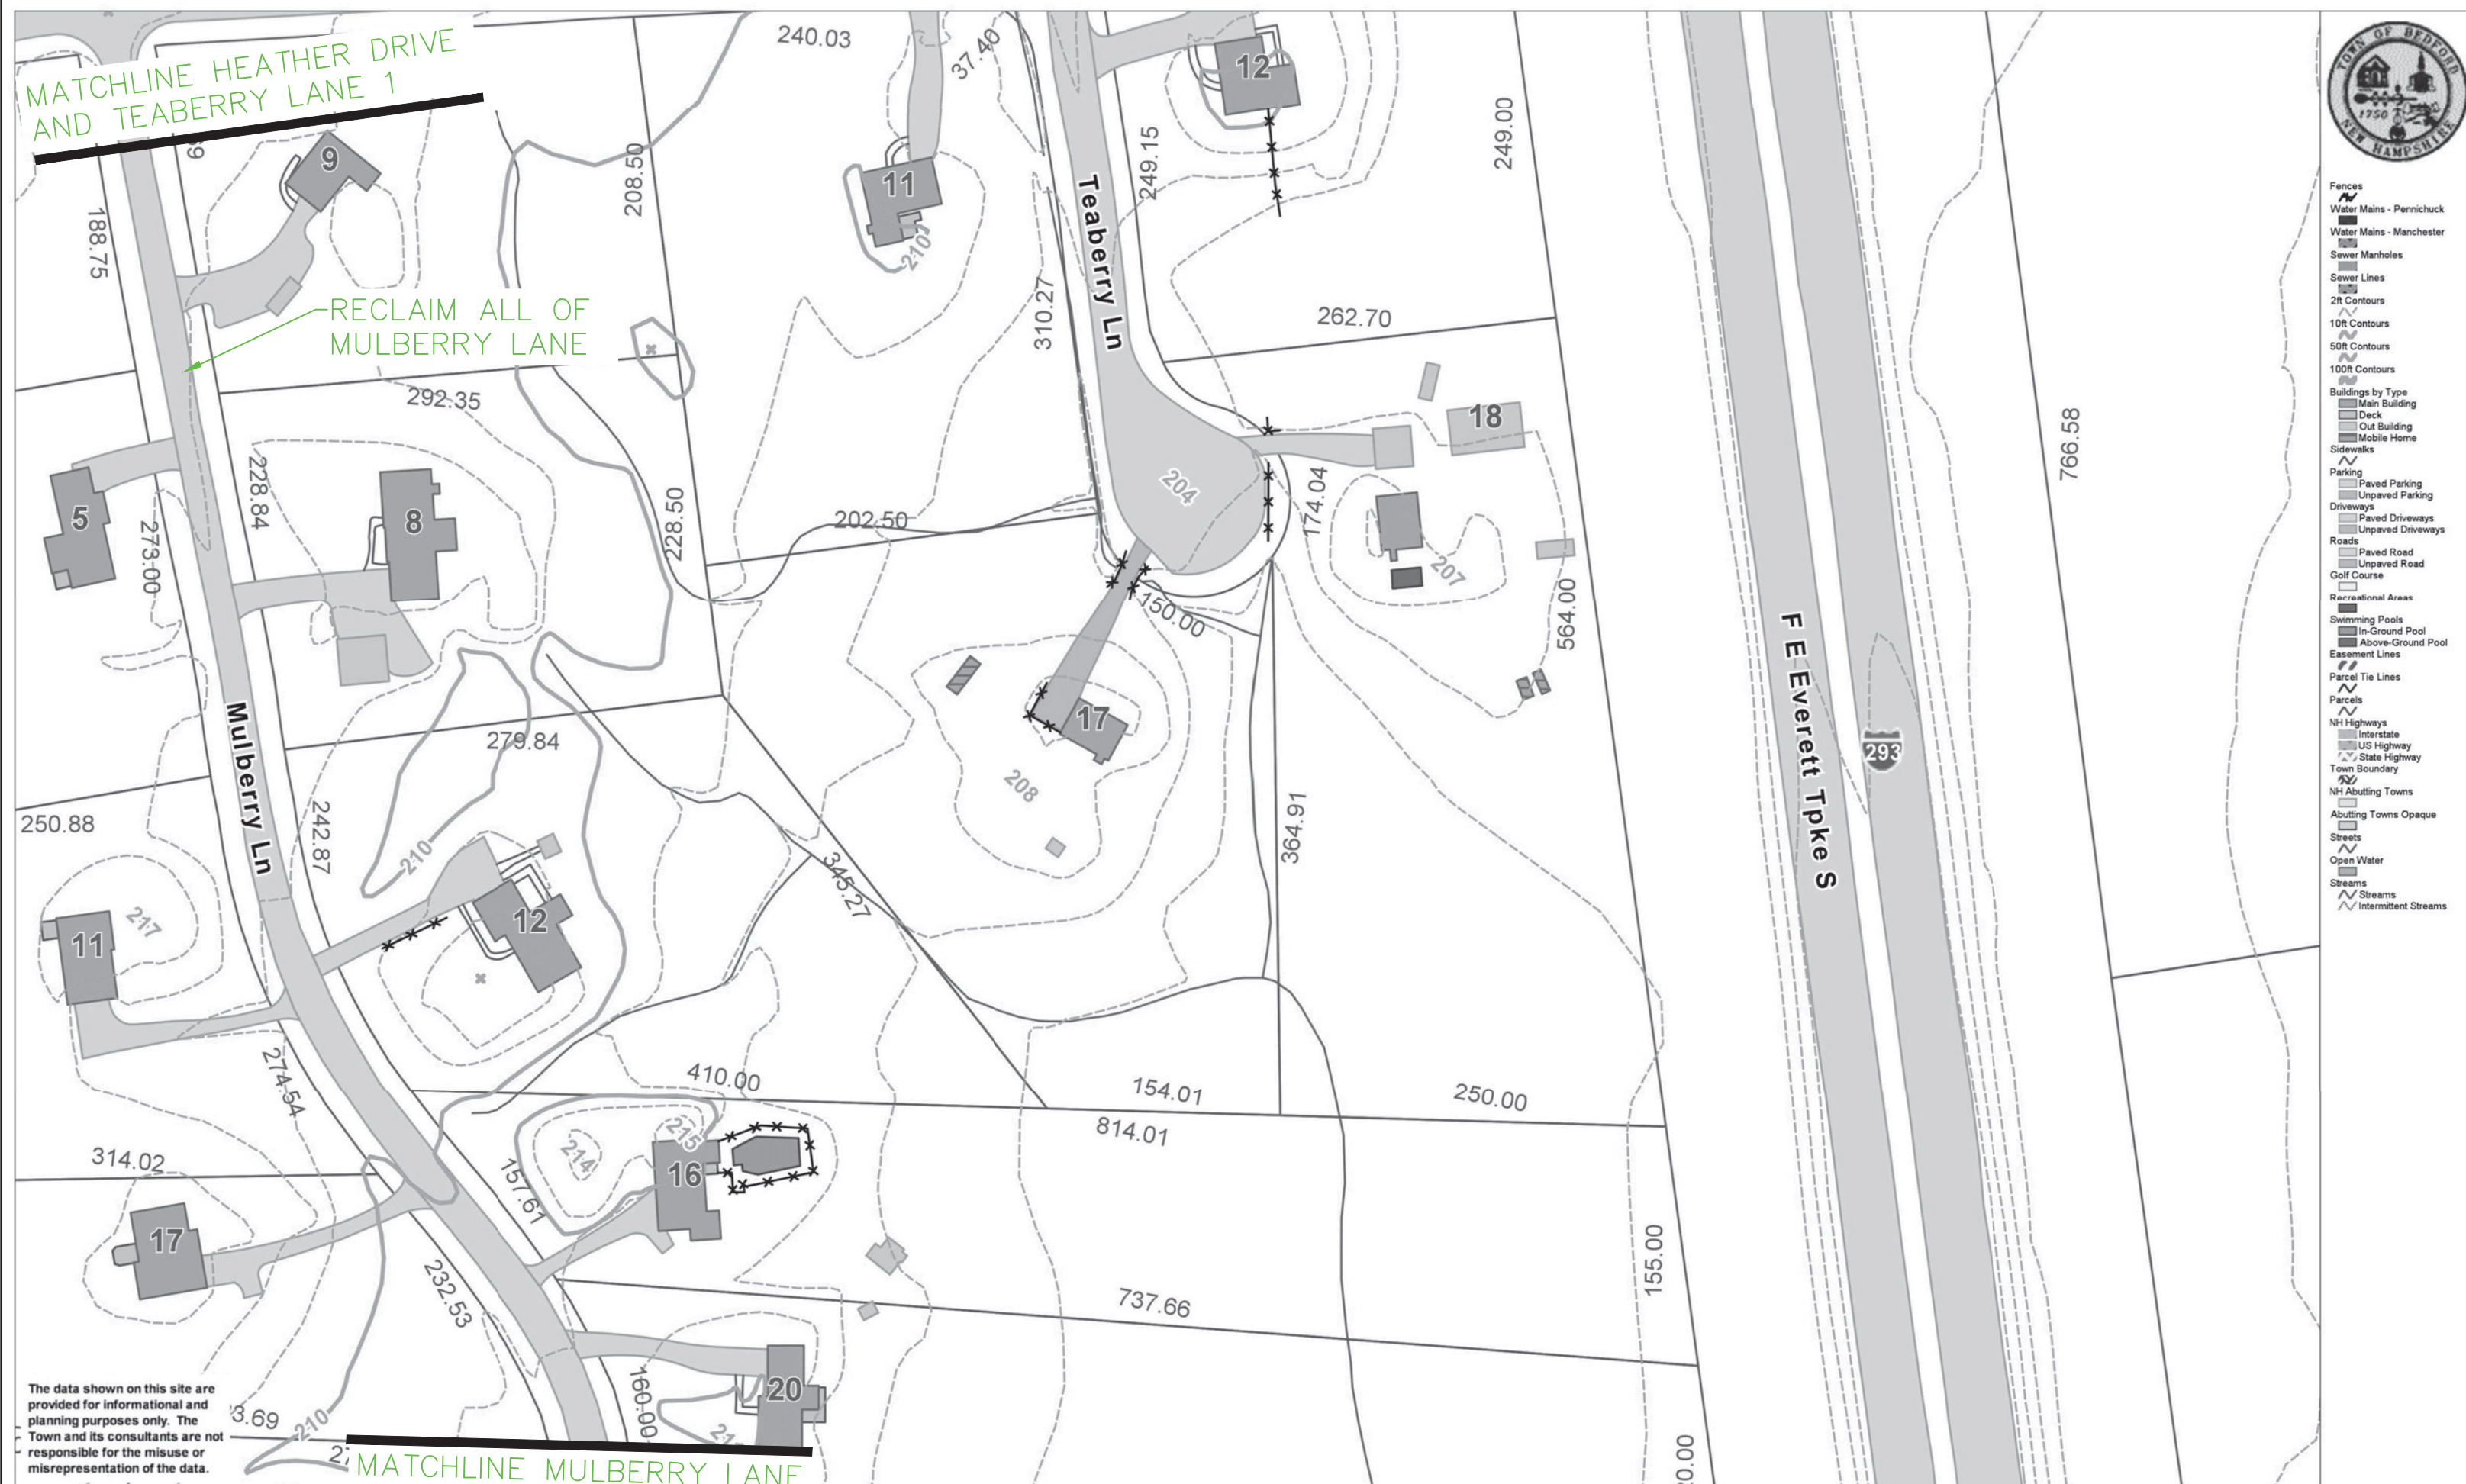 MATCHLINE HEATHER DRIVE
AND TEABERRY LANE 1
240.03
37.40
12
TOWN OF BEDFORD
1750
NEW HAMPSHIRE
9
188.75
208.50
11
210
Teaberry Ln
249.15
249.00
310.27
262.70
RECLAIM ALL OF
MULBERRY LANE
292.35
5
273.00
228.84
8
228.50
202.50
204
174.04
18
207
564.00
766.58
150.00
17
208
F E Everett Tpke S
293
Mulberry Ln
279.84
250.88
242.87
210
12
345.27
364.91
11
217
274.54
410.00
154.01
250.00
814.01
314.02
157.61
214
215
16
17
232.53
155.00
737.66
160.00
20
3.69
210
The data shown on this site are
provided for informational and
planning purposes only. The
Town and its consultants are not
responsible for the misuse or
misrepresentation of the data.
MATCHLINE MULBERRY LANE
Fences
Water Mains - Pennichuck
Water Mains - Manchester
Sewer Manholes
Sewer Lines
2ft Contours
10ft Contours
50ft Contours
100ft Contours
Buildings by Type
Main Building
Deck
Out Building
Mobile Home
Sidewalks
Parking
Paved Parking
Unpaved Parking
Driveways
Paved Driveways
Unpaved Driveways
Roads
Paved Road
Unpaved Road
Golf Course
Recreational Areas
Swimming Pools
In-Ground Pool
Above-Ground Pool
Easement Lines
Parcel Tie Lines
Parcels
NH Highways
Interstate
US Highway
State Highway
Town Boundary
NH Abutting Towns
Abutting Towns Opaque
Streets
Open Water
Streams
Streams
Intermittent Streams